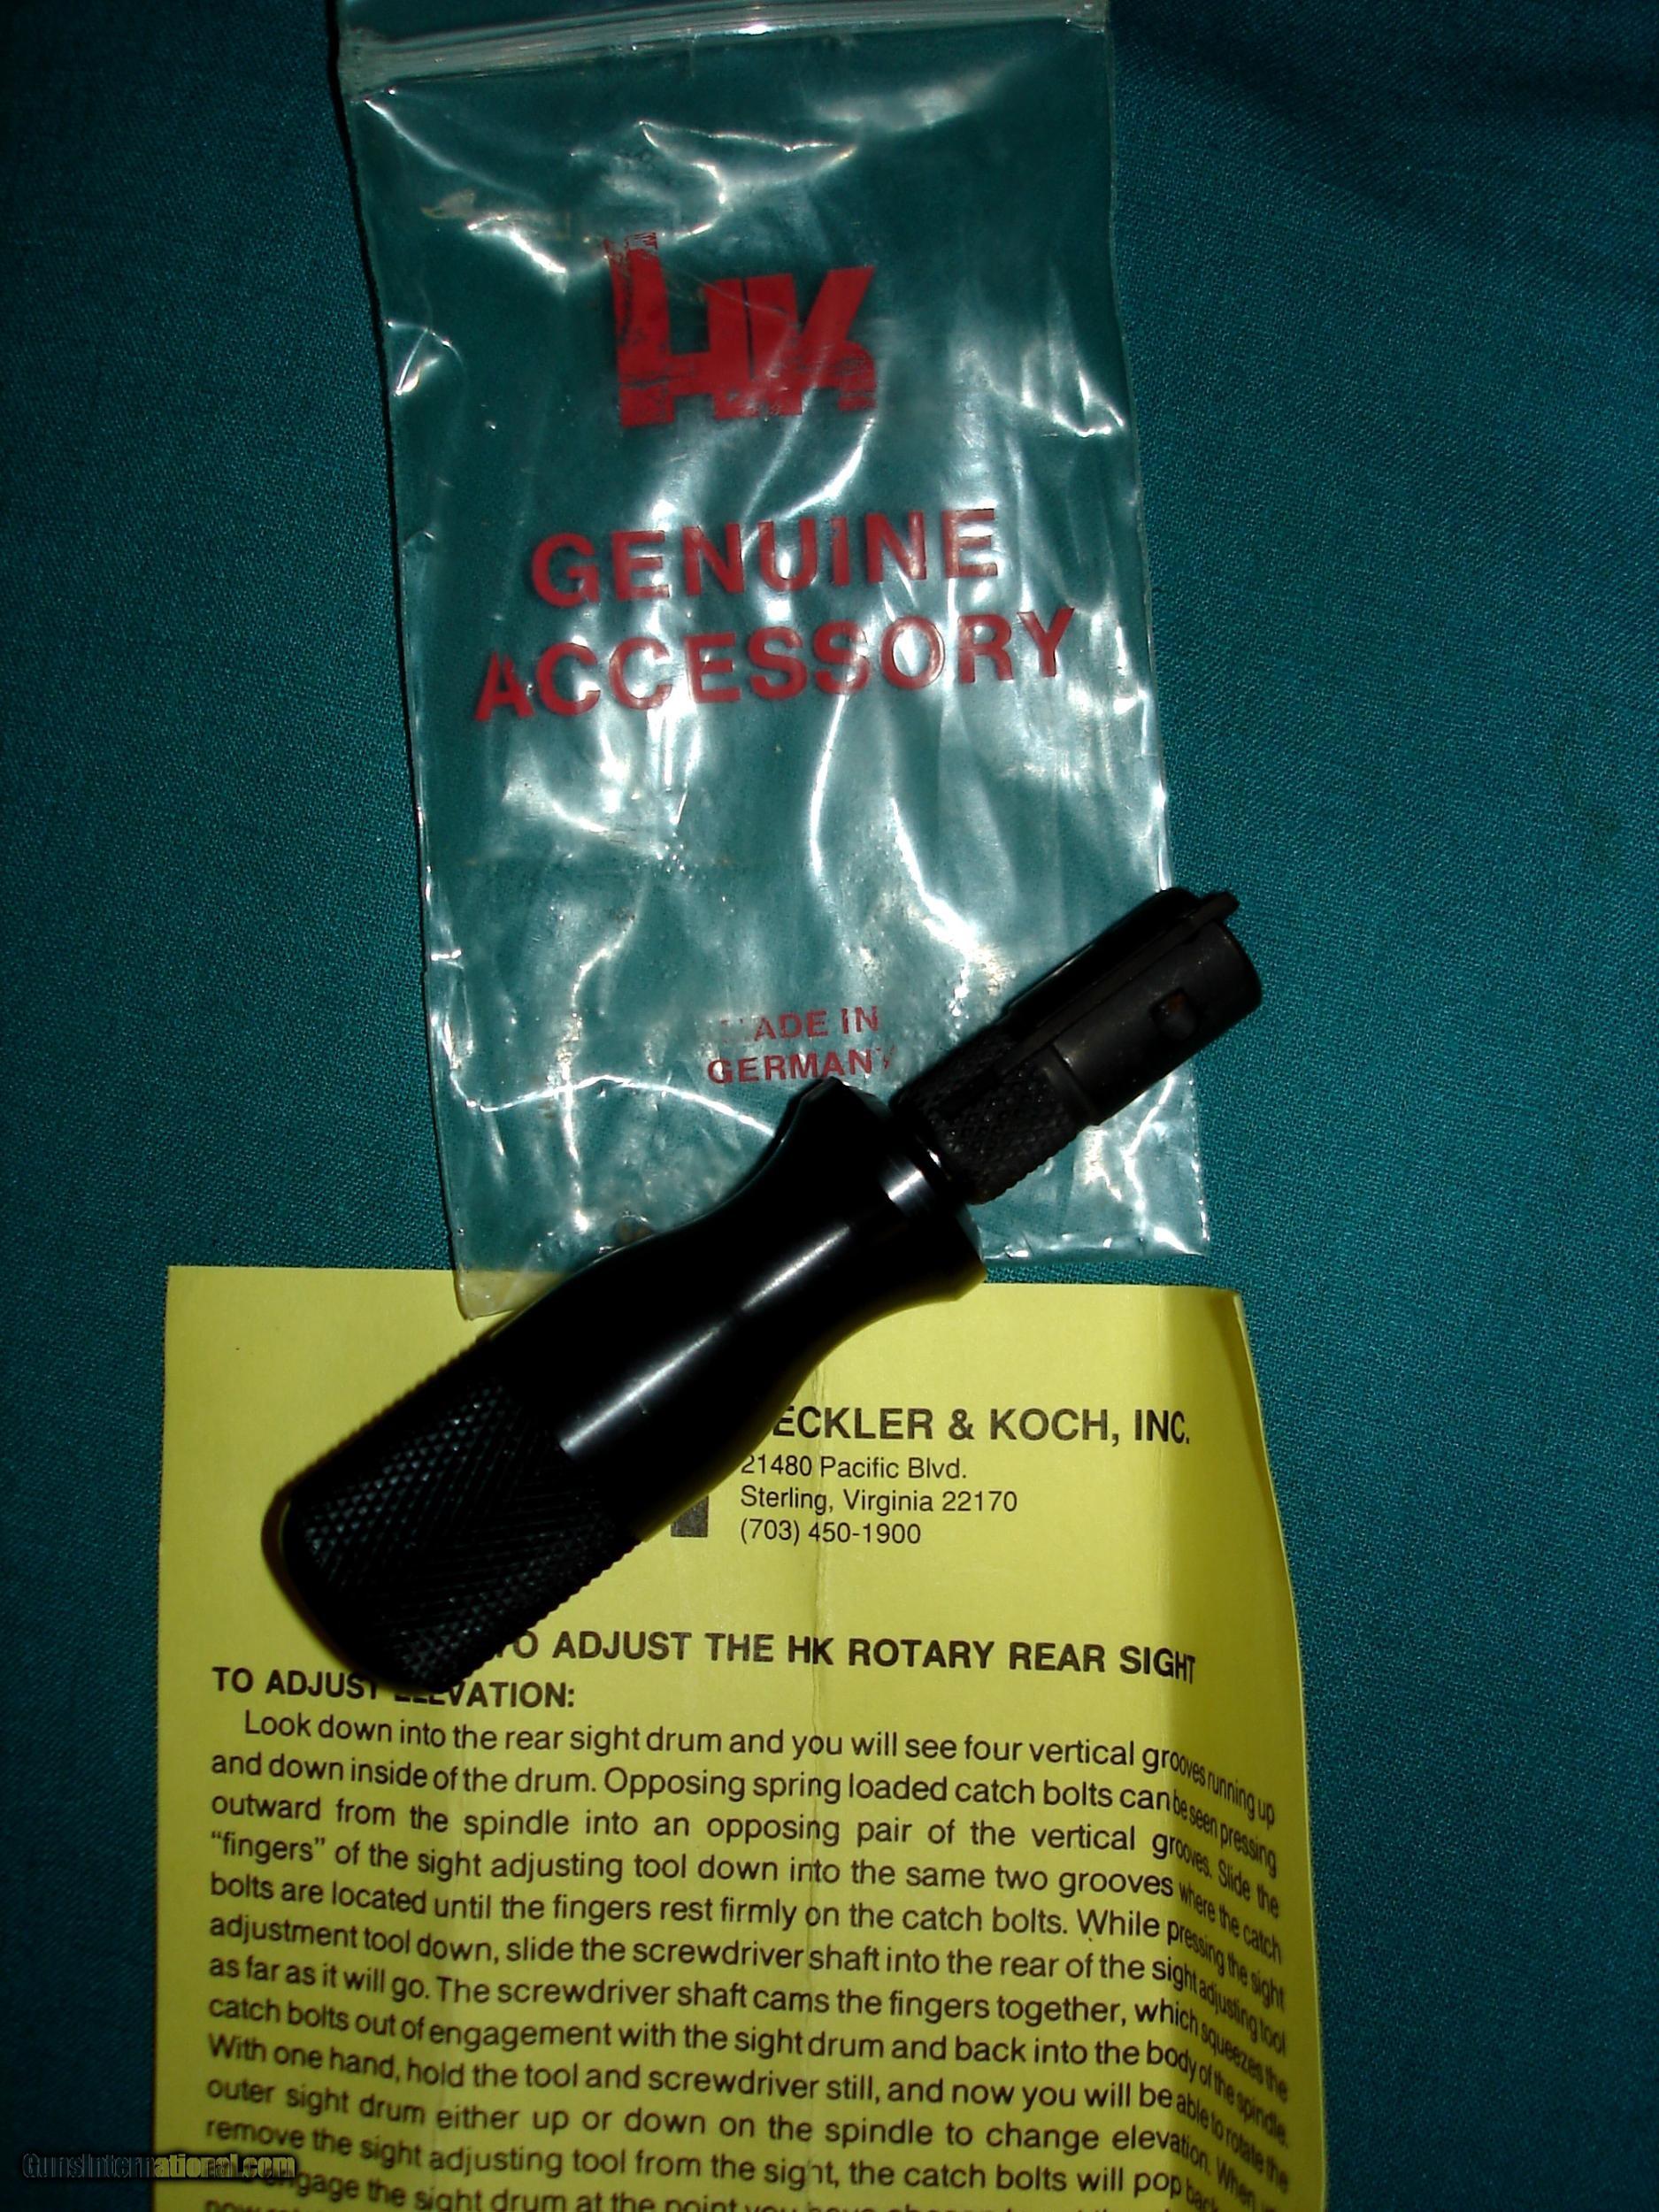 HK
GENUINE
ACCESSORY
ADE IN
GERMANY
ECKLER & KOCH, INC.
21480 Pacific Blvd.
Sterling, Virginia 22170
(703) 450-1900
TO ADJUST THE HK ROTARY REAR SIGHT
TO ADJUST ELEVATION:
Look down into the rear sight drum and you will see four vertical grooves running up
and down inside of the drum. Opposing spring loaded catch bolts can be seen pressing
outward from the spindle into an opposing pair of the vertical grooves. Slide the
“fingers” of the sight adjusting tool down into the same two grooves where the catch
bolts are located until the fingers rest firmly on the catch bolts. While pressing the sight
adjustment tool down, slide the screwdriver shaft into the rear of the sight adjusting tool
as far as it will go. The screwdriver shaft cams the fingers together, which squeezes the
catch bolts out of engagement with the sight drum and back into the body of the spindle.
With one hand, hold the tool and screwdriver still, and now you will be able to rotate the
outer sight drum either up or down on the spindle to change elevation. When
remove the sight adjusting tool from the sight, the catch bolts will pop back
engage the sight drum at the point you have
GunsInternational.com